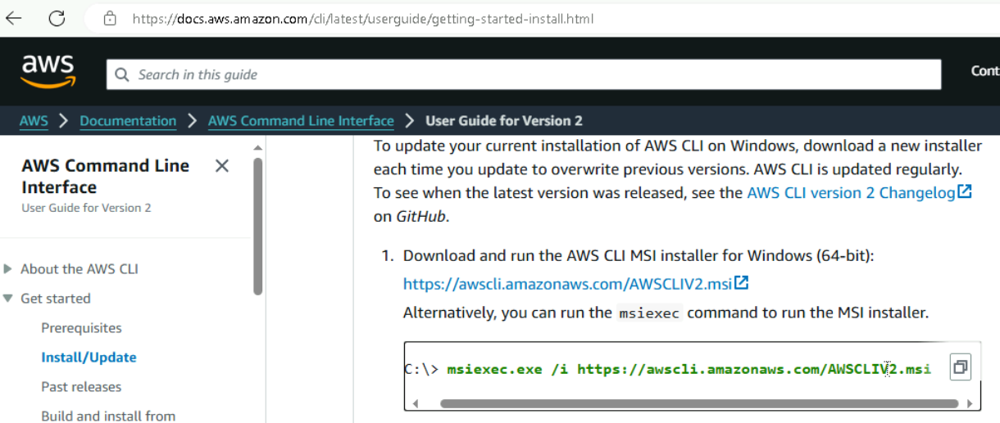 https://docs.aws.amazon.com/cli/latest/userguide/getting-started-install.html
aws
Search in this guide
Cont
AWS > Documentation > AWS Command Line Interface > User Guide for Version 2
AWS Command Line
Interface
User Guide for Version 2
About the AWS CLI
Get started
Prerequisites
Install/Update
Past releases
Build and install from
To update your current installation of AWS CLI on Windows, download a new installer
each time you update to overwrite previous versions. AWS CLI is updated regularly.
To see when the latest version was released, see the AWS CLI version 2 Changelog
on GitHub.
1. Download and run the AWS CLI MSI installer for Windows (64-bit):
https://awscli.amazonaws.com/AWSCLIV2.msi
Alternatively, you can run the msiexec command to run the MSI installer.
C:\> msiexec.exe /i https://awscli.amazonaws.com/AWSCLIV2.msi